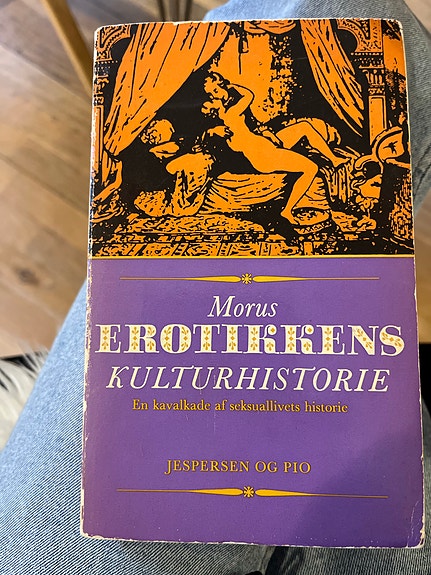 Morus
EROTIKKENS
KULTURHISTORIE
En kavalkade af seksuallivets historie
JESPERSEN OG PIO